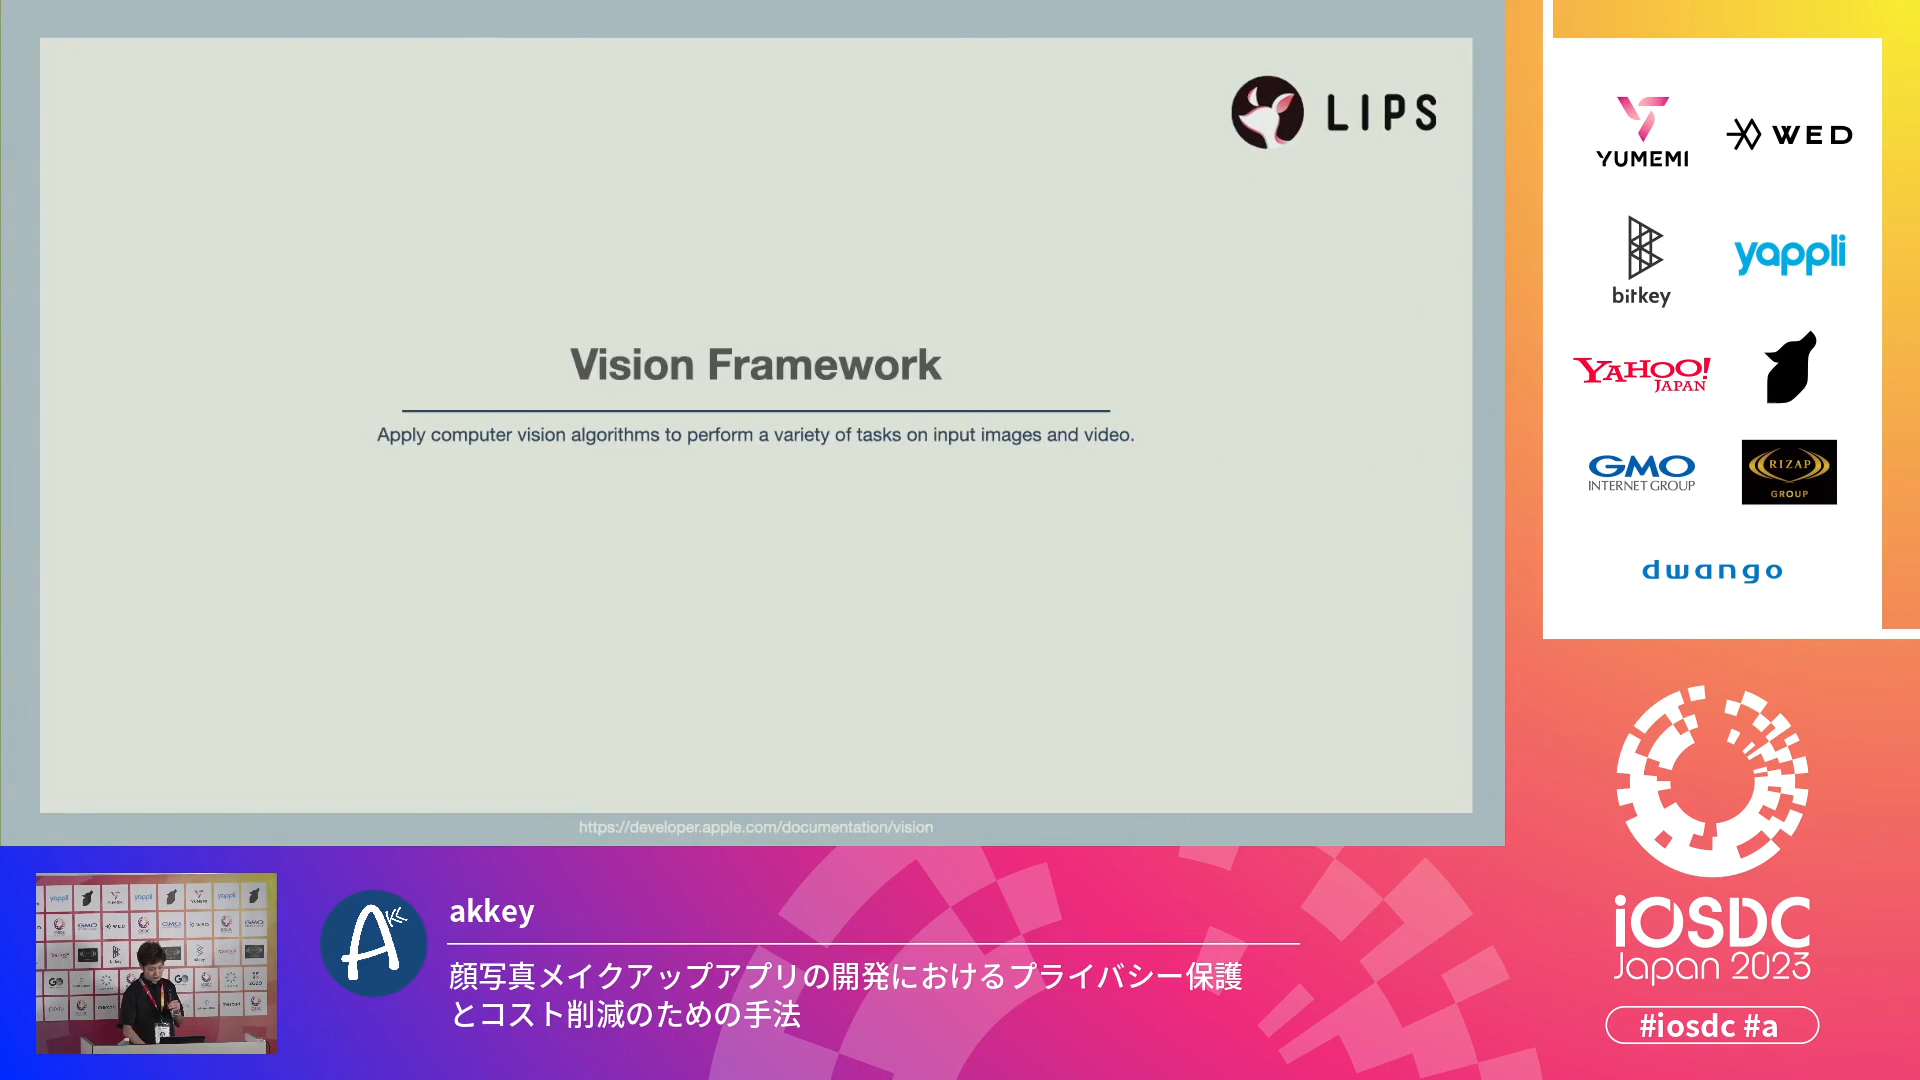 LIPS
Vision Framework
Apply computer vision algorithms to perform a variety of tasks on input images and video.
https://developer.apple.com/documentation/vision
YUMEMI
WED
bitkey
yappli
YAHOO!
JAPAN
GMO
INTERNET GROUP
RIZAP
GROUP
dwango
akkey
顔写真メイクアップアプリの開発におけるプライバシー保護
とコスト削減のための手法
iOSDC
Japan 2023
#iosdc #a